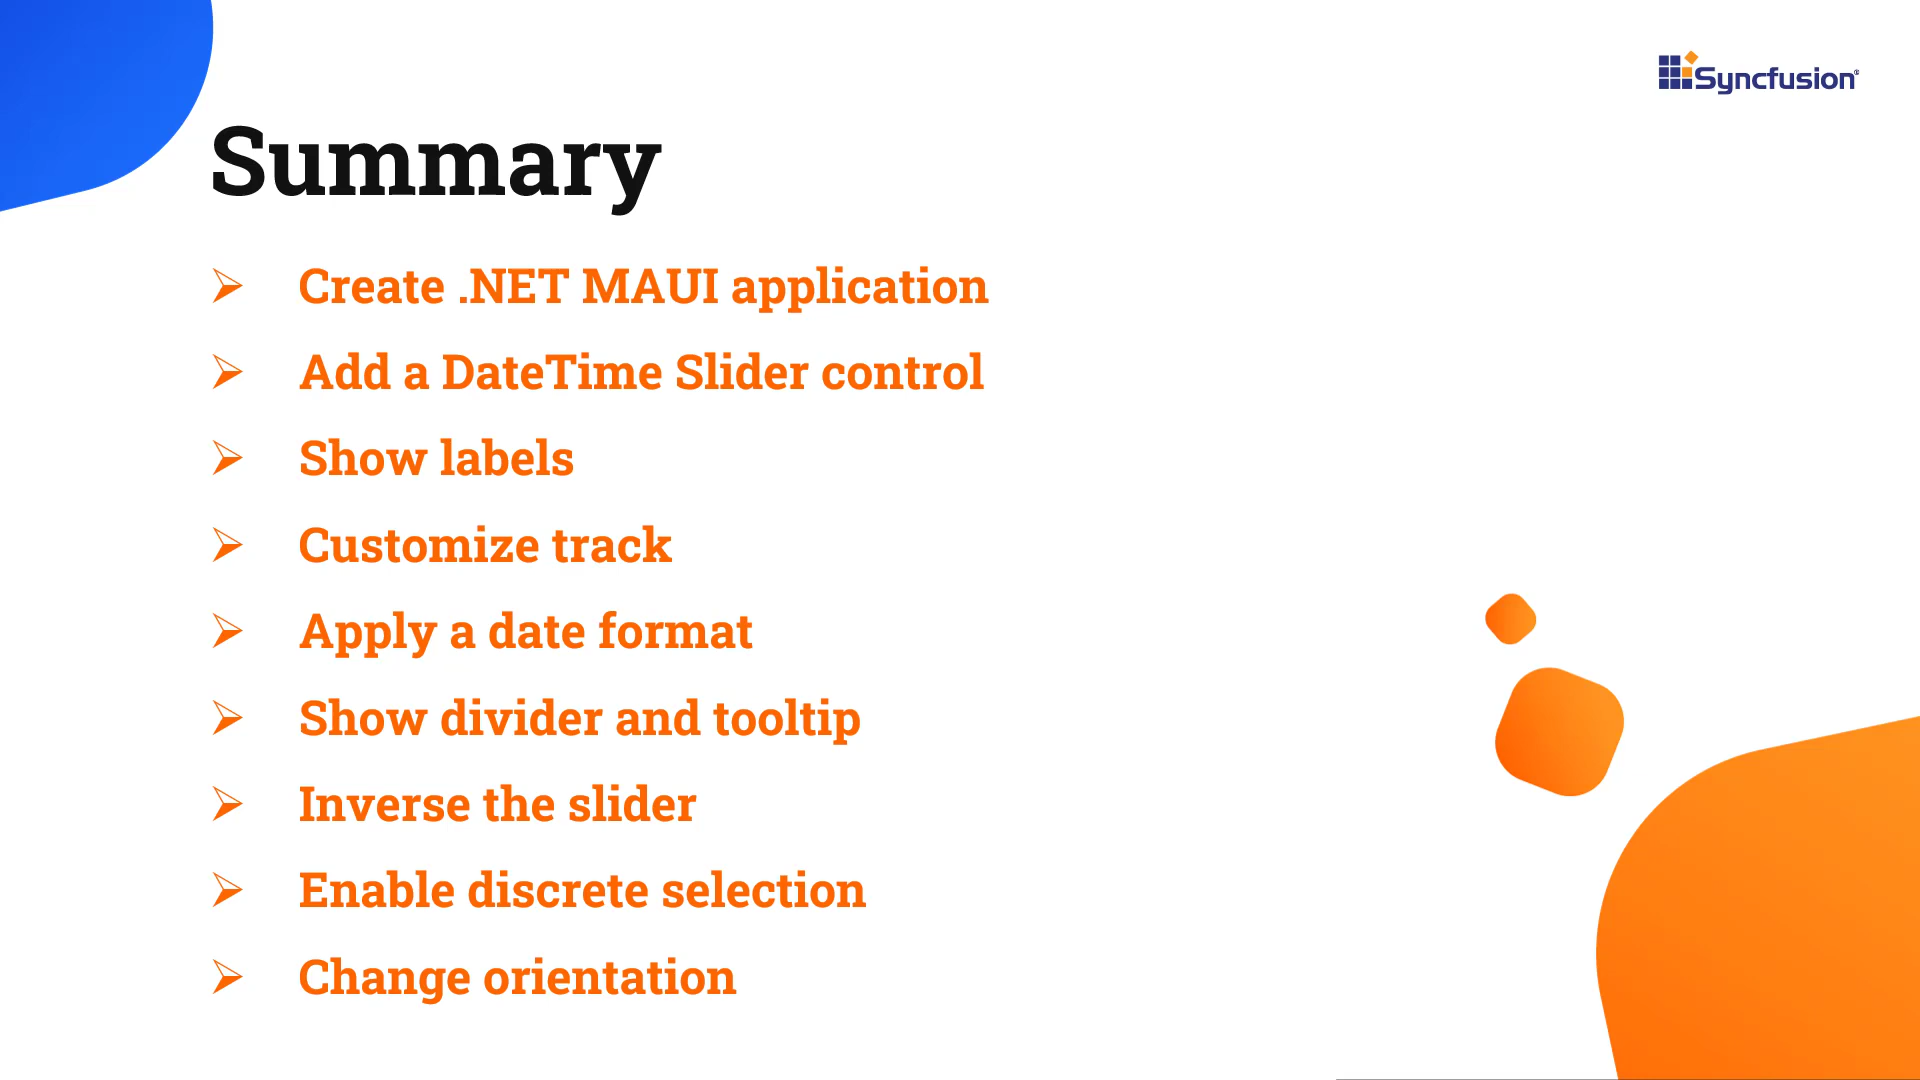 Syncfusion®
Summary
➢ Create .NET MAUI application
➢ Add a DateTime Slider control
➢ Show labels
➢ Customize track
➢ Apply a date format
➢ Show divider and tooltip
➢ Inverse the slider
➢ Enable discrete selection
➢ Change orientation